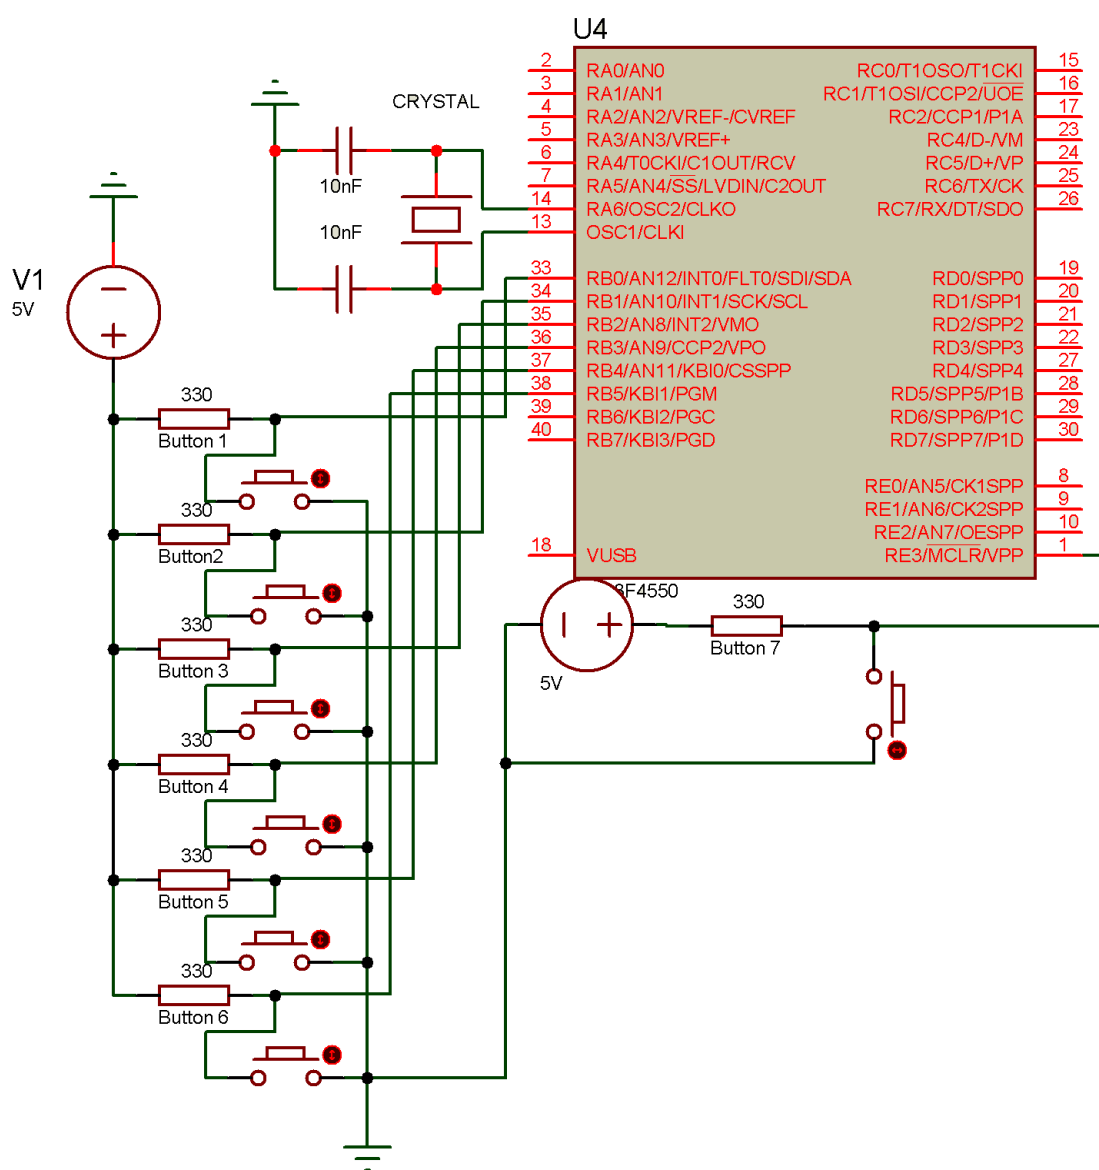 U4
2 RA0/AN0 RC0/T1OSO/T1CKI 15
3 RA1/AN1 RC1/T1OSI/CCP2/UOE 16
4 RA2/AN2/VREF-/CVREF RC2/CCP1/P1A 17
5 RA3/AN3/VREF+ RC4/D-/VM 23
6 RA4/T0CKI/C1OUT/RCV RC5/D+/VP 24
7 RA5/AN4/SS/LVDIN/C2OUT RC6/TX/CK 25
14 RA6/OSC2/CLKO RC7/RX/DT/SDO 26
13 OSC1/CLKI
33 RB0/AN12/INT0/FLT0/SDI/SDA RD0/SPP0 19
34 RB1/AN10/INT1/SCK/SCL RD1/SPP1 20
35 RB2/AN8/INT2/VMO RD2/SPP2 21
36 RB3/AN9/CCP2/VPO RD3/SPP3 22
37 RB4/AN11/KBI0/CSSPP RD4/SPP4 27
38 RB5/KBI1/PGM RD5/SPP5/P1B 28
39 RB6/KBI2/PGC RD6/SPP6/P1C 29
40 RB7/KBI3/PGD RD7/SPP7/P1D 30
RE0/AN5/CK1SPP 8
RE1/AN6/CK2SPP 9
RE2/AN7/OESPP 10
18 VUSB RE3/MCLR/VPP 1
CRYSTAL
10nF
10nF
V1
5V
330
Button 1
330
Button2
330
Button 3
330
Button 4
330
Button 5
330
Button 6
F4550
5V
330
Button 7